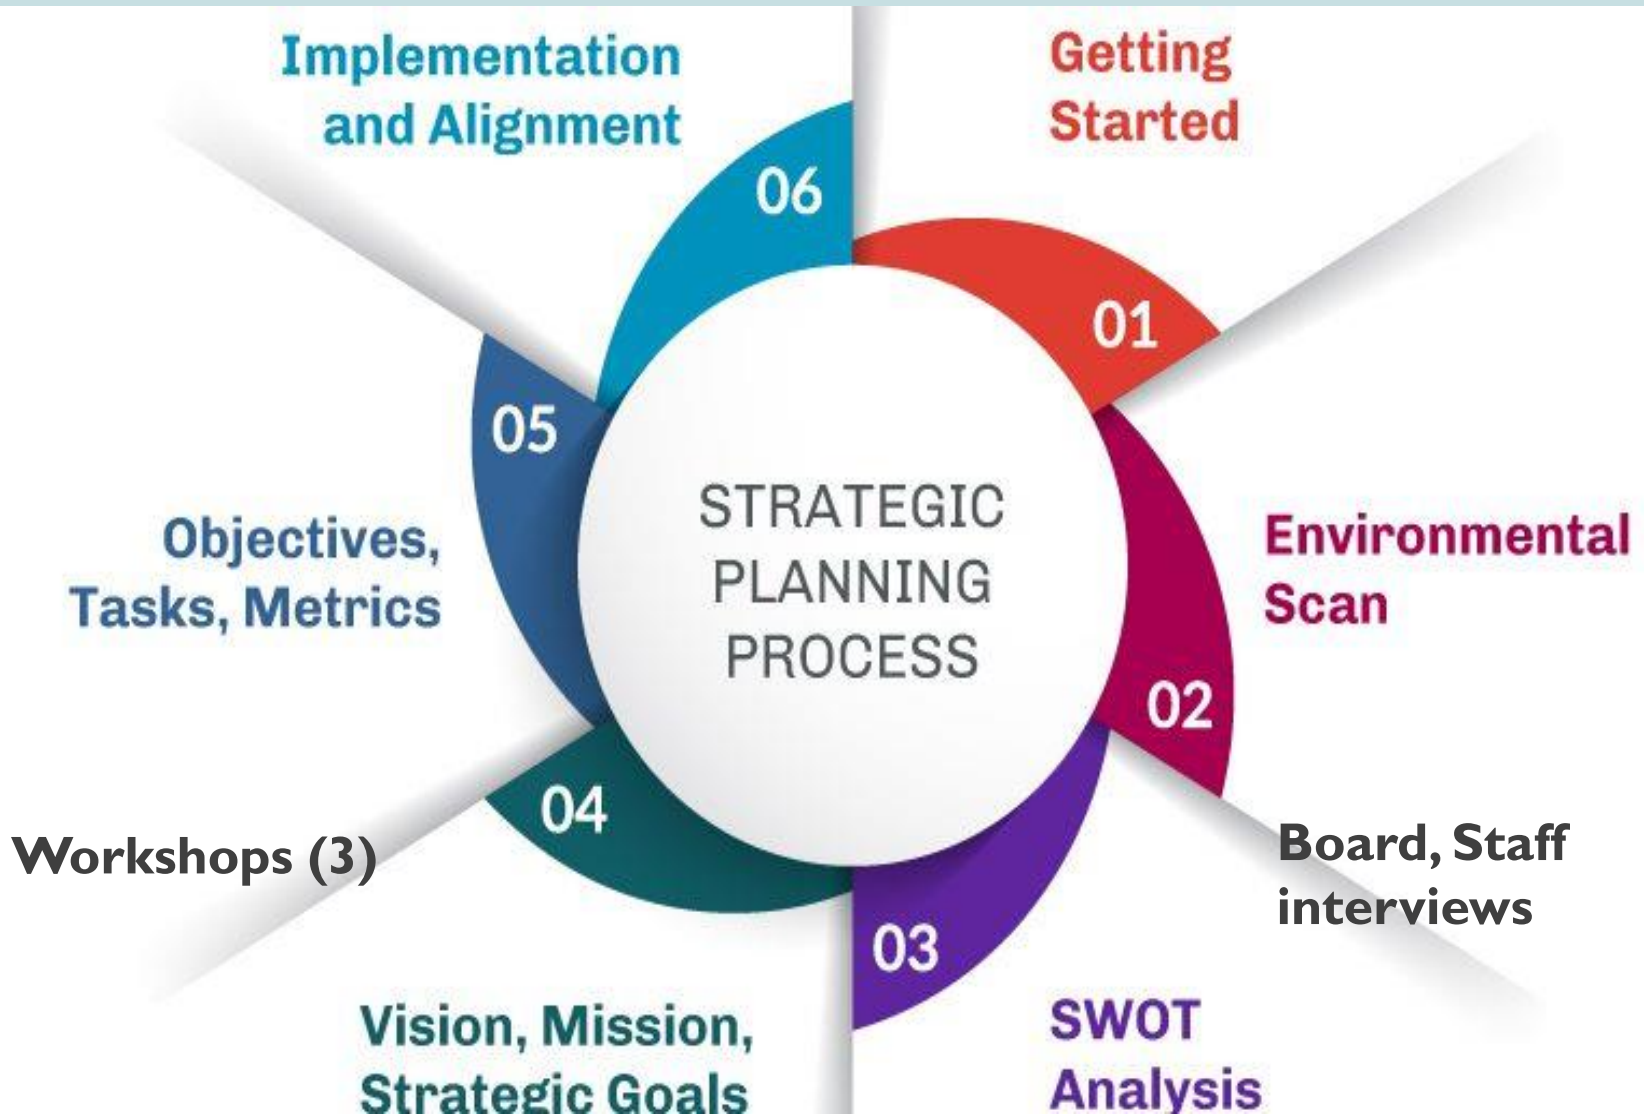 Getting
Started
01
Environmental
Scan
02
Board, Staff
interviews
SWOT
Analysis
03
Vision, Mission,
Strategic Goals
04
Workshops (3)
Objectives,
Tasks, Metrics
05
Implementation
and Alignment
06
STRATEGIC
PLANNING
PROCESS